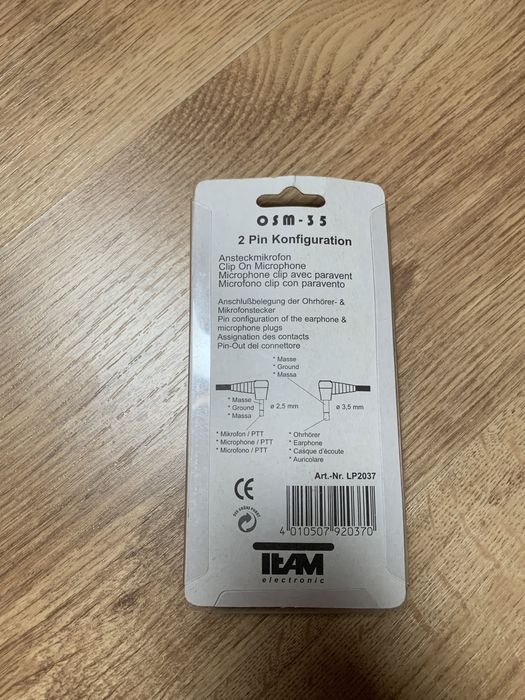 OSM-35
2 Pin Konfiguration
Ansteckmikrofon
Clip On Microphone
Microphone clip avec paravent
Microfono clip con paravento
Anschlußbelegung der Ohrhörer- &
Mikrofonstecker
Pin configuration of the earphone &
microphone plugs
Assignation des contacts
Pin-Out del connettore
* Masse
* Ground
* Massa
* Masse
* Ground
* Massa
ø 2,5 mm
ø 3,5 mm
* Mikrofon / PTT
* Microphone / PTT
* Microfono / PTT
* Ohrhörer
* Earphone
* Casque d'écoute
* Auricolare
Art.-Nr. LP2037
CE
4 010507 920370
TEAM
electronic